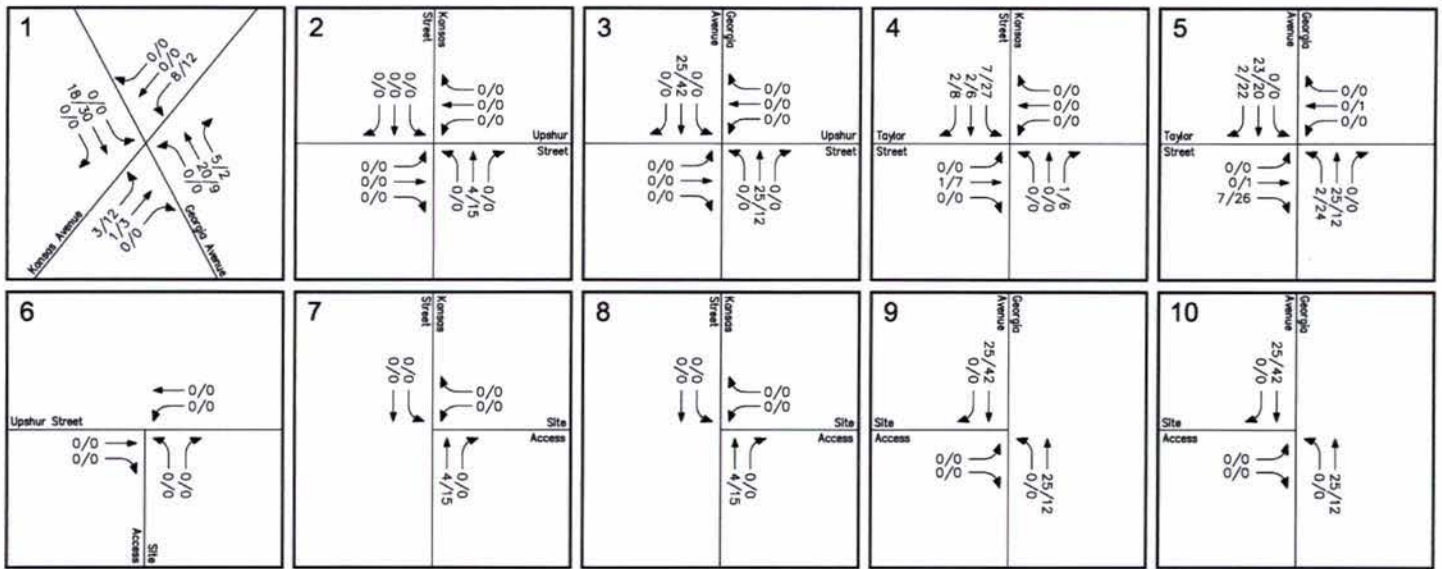 1
0/0
0/0
8/12
0/0
18/30
0/0
5/2
20/9
0/0
3/12
1/3
0/0
Kansas Avenue
Georgia Avenue
2
Kansas
Street
0/0
0/0
0/0
0/0
0/0
0/0
Upshur
Street
0/0
0/0
0/0
0/0
4/15
0/0
3
Georgia
Avenue
0/0
25/42
0/0
0/0
0/0
0/0
Upshur
Street
0/0
0/0
0/0
0/0
25/12
0/0
4
Kansas
Street
7/27
2/6
2/8
0/0
0/0
0/0
Taylor
Street
0/0
1/7
0/0
1/6
0/0
0/0
5
Georgia
Avenue
0/0
23/20
2/22
0/0
0/1
0/0
Taylor
Street
0/0
0/1
7/26
0/0
25/12
2/24
6
0/0
0/0
Upshur Street
0/0
0/0
0/0
0/0
Site
Access
7
Kansas
Street
0/0
0/0
0/0
0/0
Site
Access
0/0
4/15
8
Kansas
Street
0/0
0/0
0/0
0/0
Site
Access
0/0
4/15
9
Georgia
Avenue
25/42
0/0
Site
Access
0/0
0/0
25/12
0/0
10
Georgia
Avenue
25/42
0/0
Site
Access
0/0
0/0
25/12
0/0